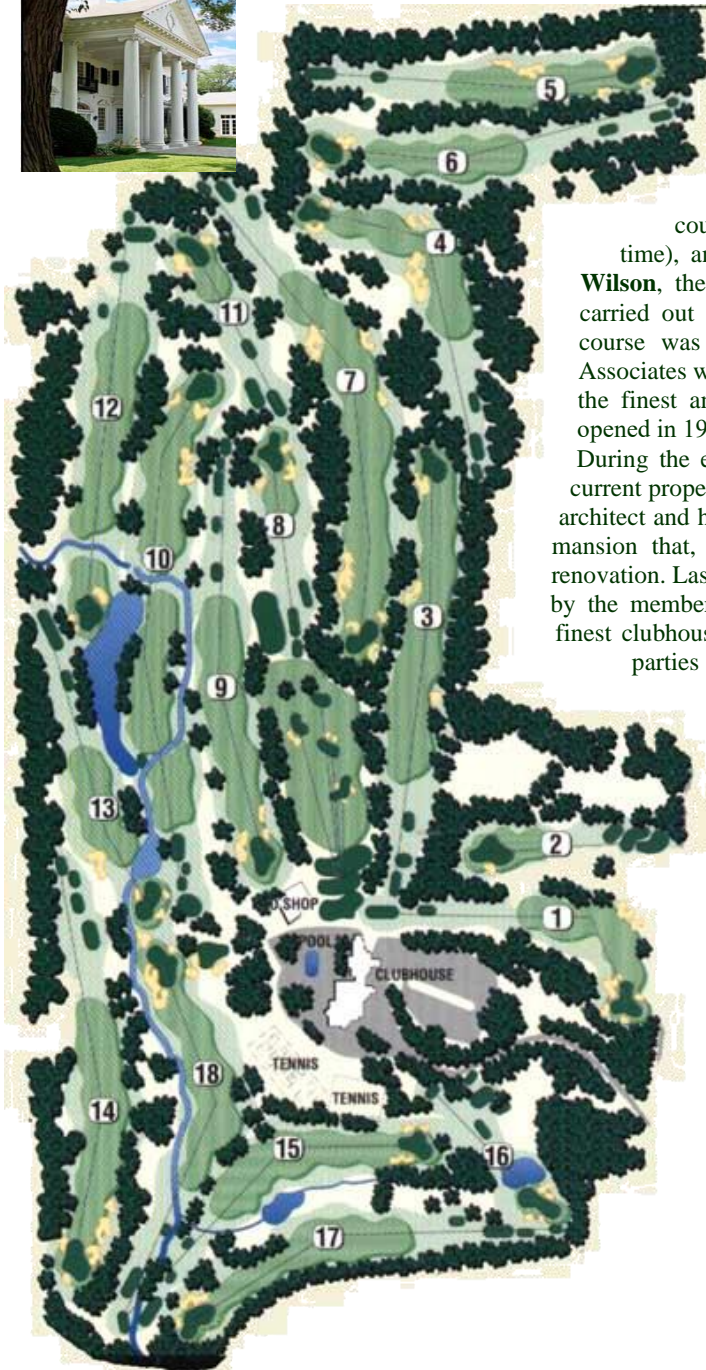 5
6
4
11
7
12
8
10
3
9
13
2
1
SHOP
POOL
CLUBHOUSE
TENNIS
TENNIS
18
14
15
16
17
cou
time), an
Wilson, the
carried out
course was
Associates w
the finest an
opened in 19
During the e
current prope
architect and h
mansion that,
renovation. Las
by the member
finest clubhous
parties